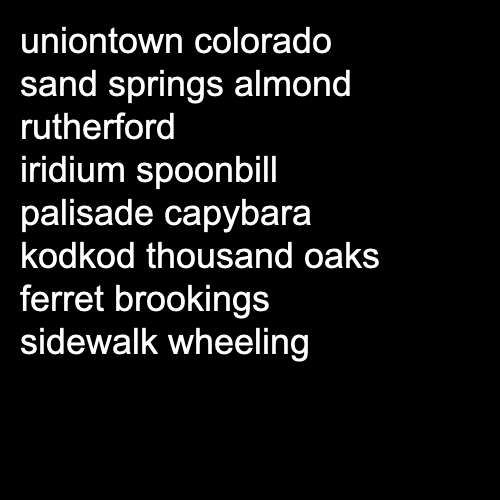 uniontown colorado
sand springs almond
rutherford
iridium spoonbill
palisade capybara
kodkod thousand oaks
ferret brookings
sidewalk wheeling